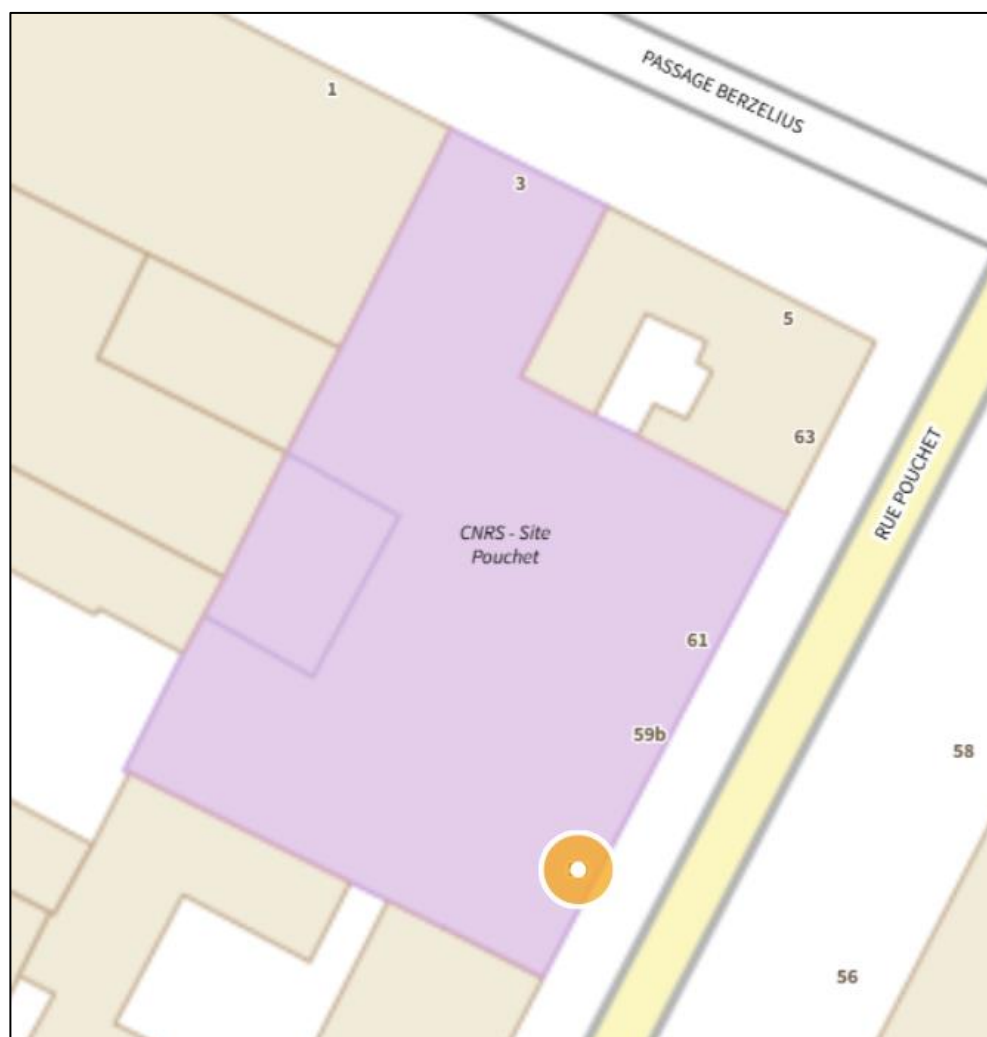 PASSAGE BERZELIUS
1
3
5
63
RUE POUCHET
CNRS - Site
Pouchet
61
59b
58
56